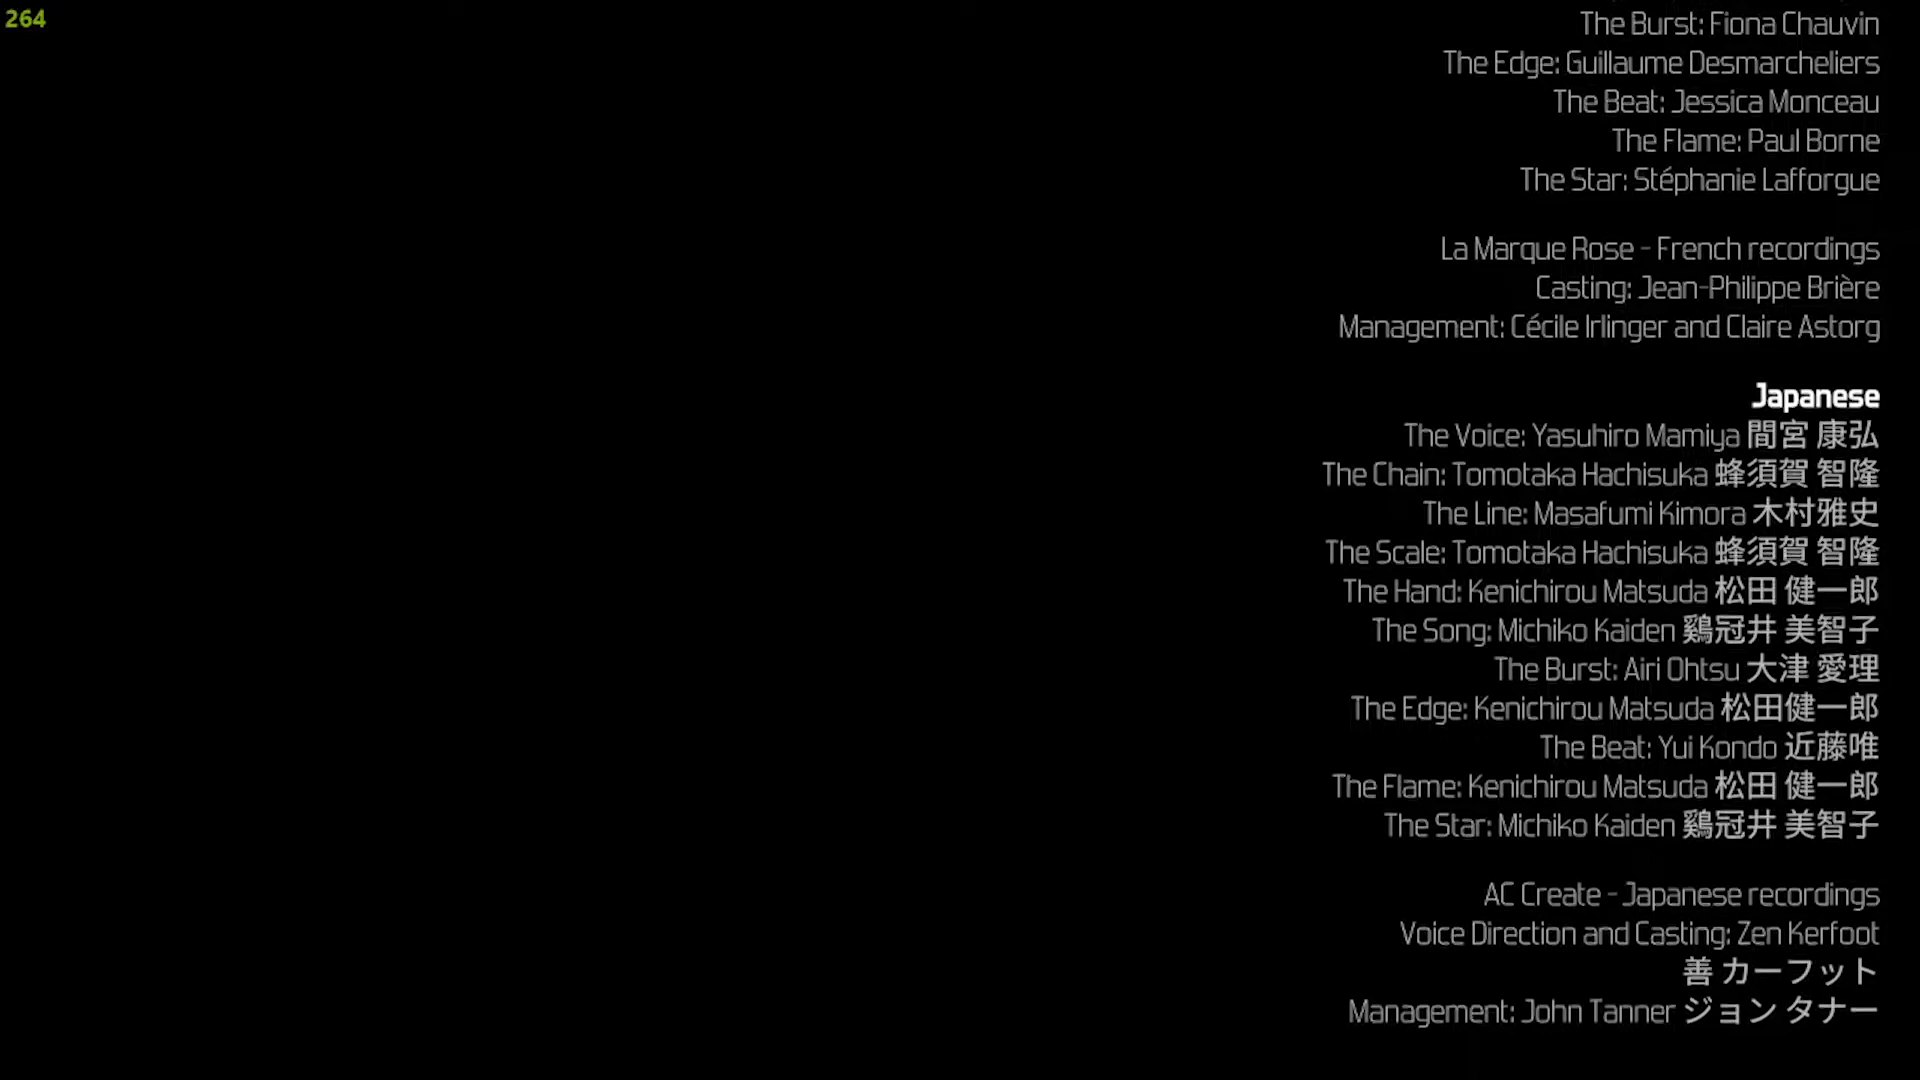 264
The Burst: Fiona Chauvin
The Edge: Guillaume Desmarcheliers
The Beat: Jessica Monceau
The Flame: Paul Borne
The Star: Stéphanie Lafforgue
La Marque Rose - French recordings
Casting: Jean-Philippe Brière
Management: Cécile Irlinger and Claire Astorg
Japanese
The Voice: Yasuhiro Mamiya 間宮 康弘
The Chain: Tomotaka Hachisuka 蜂須賀 智隆
The Line: Masafumi Kimora 木村雅史
The Scale: Tomotaka Hachisuka 蜂須賀 智隆
The Hand: Kenichirou Matsuda 松田 健一郎
The Song: Michiko Kaiden 鶏冠井 美智子
The Burst: Airi Ohtsu 大津 愛理
The Edge: Kenichirou Matsuda 松田健一郎
The Beat: Yui Kondo 近藤唯
The Flame: Kenichirou Matsuda 松田 健一郎
The Star: Michiko Kaiden 鶏冠井 美智子
AC Create - Japanese recordings
Voice Direction and Casting: Zen Kerfoot
善 カーフット
Management: John Tanner ジョン タナー